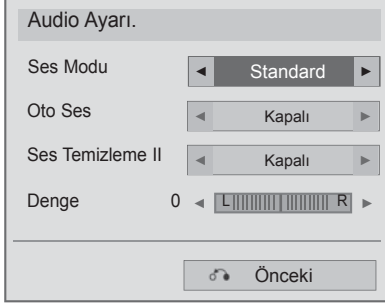 Audio Ayarı.
Ses Modu ◄ Standard ►
Oto Ses ◄ Kapalı ►
Ses Temizleme II ◄ Kapalı ►
Denge 0 ◄ L R ►
Önceki